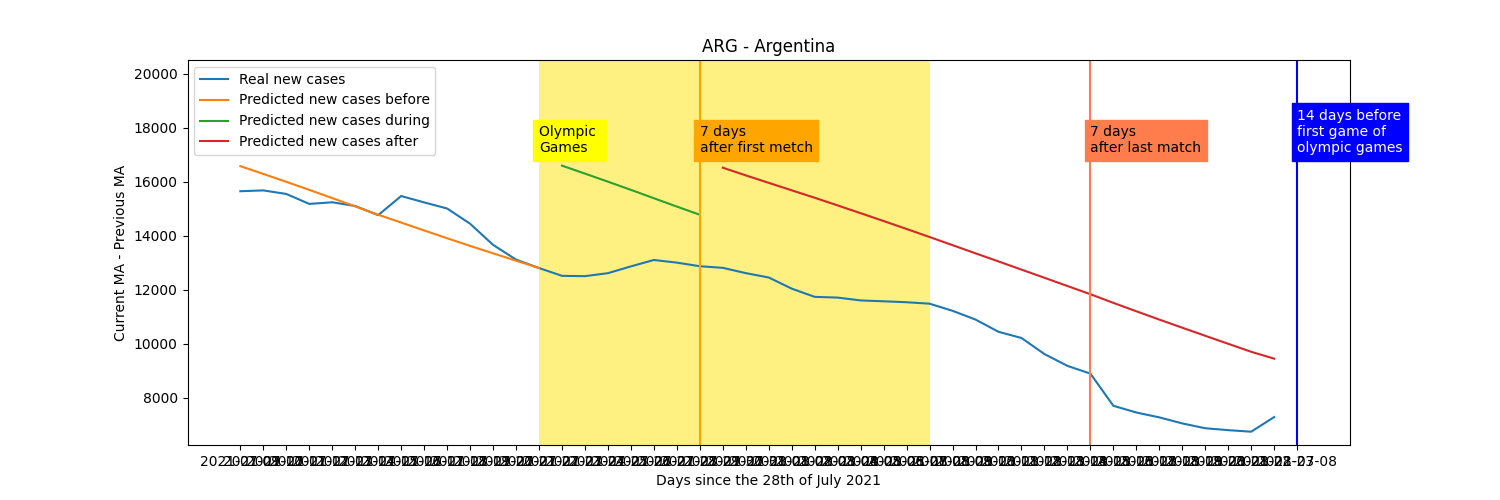 ARG - Argentina
Real new cases
Predicted new cases before
Predicted new cases during
Predicted new cases after
20000
18000
16000
14000
12000
10000
8000
Current MA - Previous MA
Olympic
Games
7 days
after first metch
7 days
after last match
14 days before
first game of
olympic games
Days since the 28th of July 2021